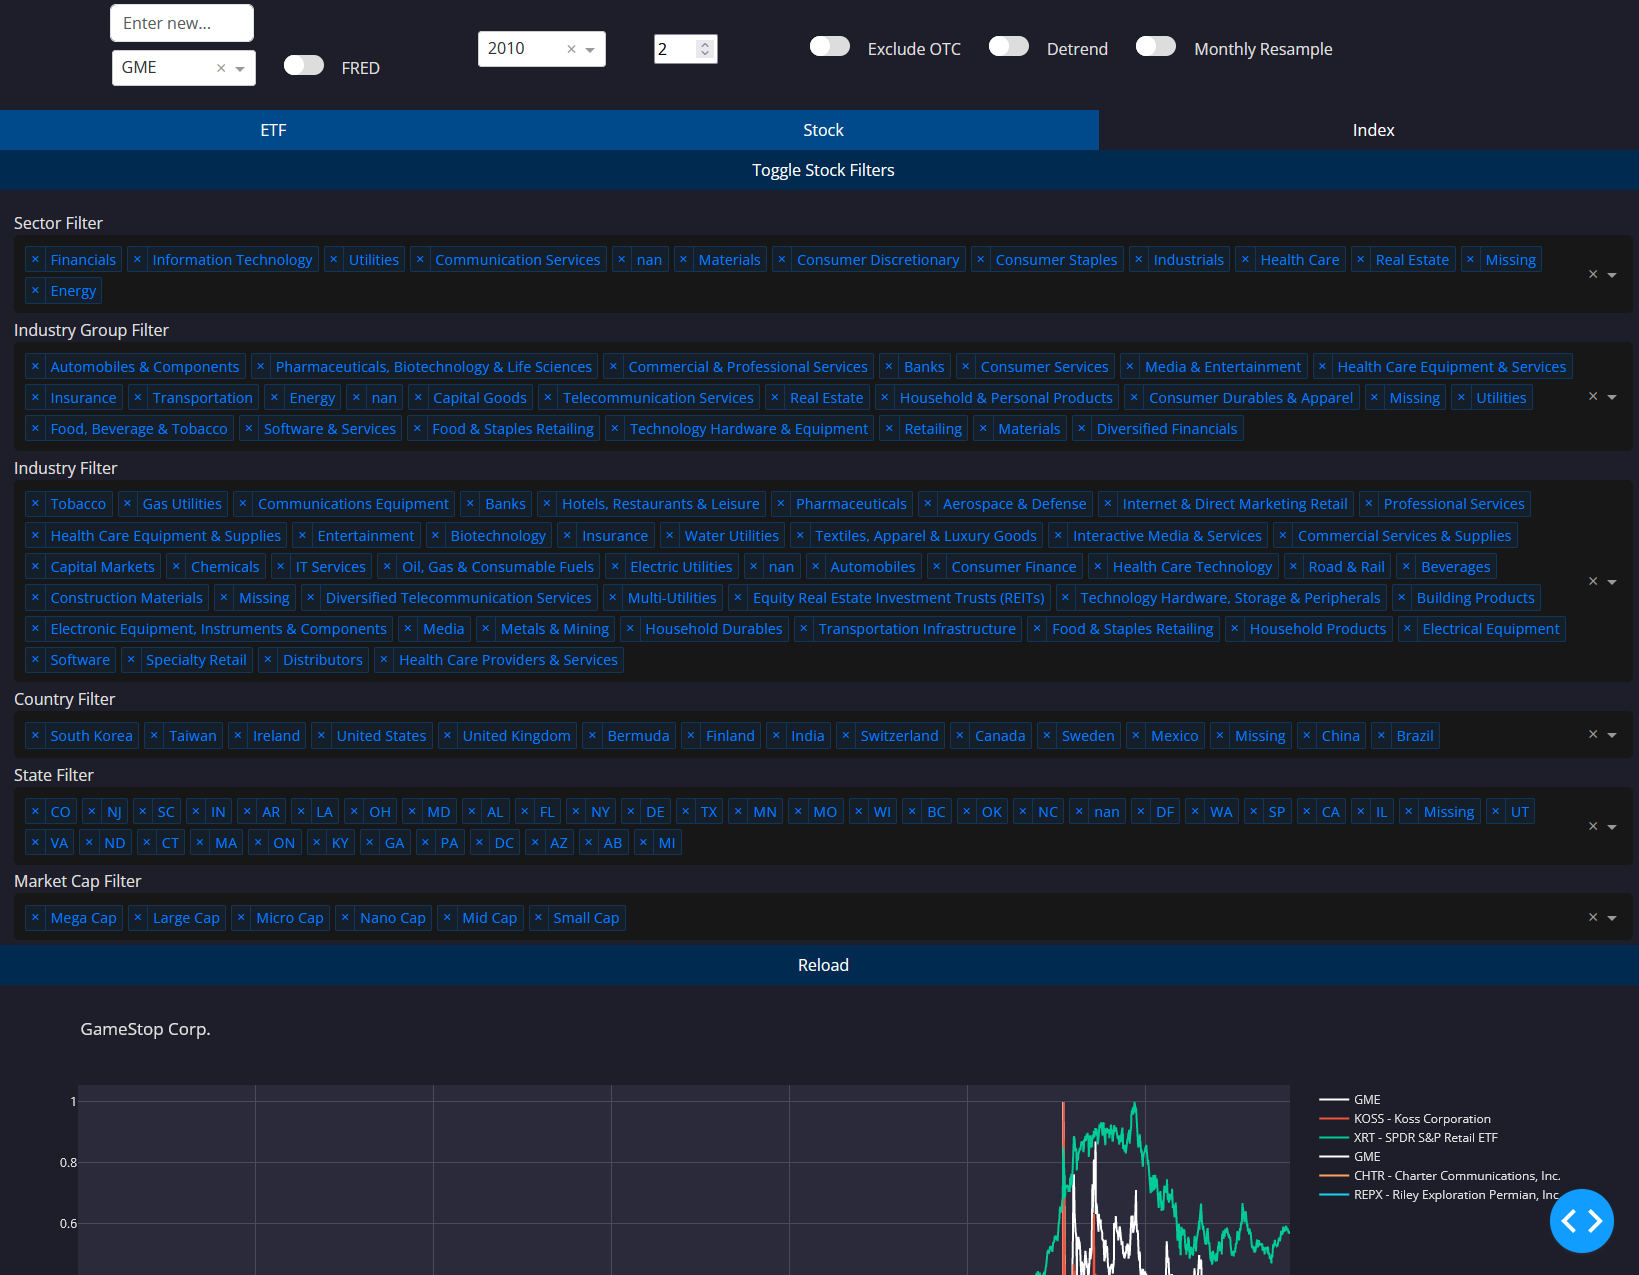 Enter new...
GME × FRED
2010 ×
2
Exclude OTC Detrend Monthly Resample
ETF Stock Index
Toggle Stock Filters
Sector Filter
× Financials × Information Technology × Utilities × Communication Services × nan × Materials × Consumer Discretionary × Consumer Staples × Industrials × Health Care × Real Estate × Missing
× Energy
×
Industry Group Filter
× Automobiles & Components × Pharmaceuticals, Biotechnology & Life Sciences × Commercial & Professional Services × Banks × Consumer Services × Media & Entertainment × Health Care Equipment & Services
× Insurance × Transportation × Energy × nan × Capital Goods × Telecommunication Services × Real Estate × Household & Personal Products × Consumer Durables & Apparel × Missing × Utilities
× Food, Beverage & Tobacco × Software & Services × Food & Staples Retailing × Technology Hardware & Equipment × Retailing × Materials × Diversified Financials
×
Industry Filter
× Tobacco × Gas Utilities × Communications Equipment × Banks × Hotels, Restaurants & Leisure × Pharmaceuticals × Aerospace & Defense × Internet & Direct Marketing Retail × Professional Services
× Health Care Equipment & Supplies × Entertainment × Biotechnology × Insurance × Water Utilities × Textiles, Apparel & Luxury Goods × Interactive Media & Services × Commercial Services & Supplies
× Capital Markets × Chemicals × IT Services × Oil, Gas & Consumable Fuels × Electric Utilities × nan × Automobiles × Consumer Finance × Health Care Technology × Road & Rail × Beverages
× Construction Materials × Missing × Diversified Telecommunication Services × Multi-Utilities × Equity Real Estate Investment Trusts (REITs) × Technology Hardware, Storage & Peripherals × Building Products
× Electronic Equipment, Instruments & Components × Media × Metals & Mining × Household Durables × Transportation Infrastructure × Food & Staples Retailing × Household Products × Electrical Equipment
× Software × Specialty Retail × Distributors × Health Care Providers & Services
×
Country Filter
× South Korea × Taiwan × Ireland × United States × United Kingdom × Bermuda × Finland × India × Switzerland × Canada × Sweden × Mexico × Missing × China × Brazil
×
State Filter
× CO × NJ × SC × IN × AR × LA × OH × MD × AL × FL × NY × DE × TX × MN × MO × WI × BC × OK × NC × nan × DF × WA × SP × CA × IL × Missing × UT
× VA × ND × CT × MA × ON × KY × GA × PA × DC × AZ × AB × MI
×
Market Cap Filter
× Mega Cap × Large Cap × Micro Cap × Nano Cap × Mid Cap × Small Cap
×
Reload
GameStop Corp.
1
0.8
0.6
GME
KOSS - Koss Corporation
XRT - SPDR S&P Retail ETF
GME
CHTR - Charter Communications, Inc.
REPX - Riley Exploration Permian, Inc